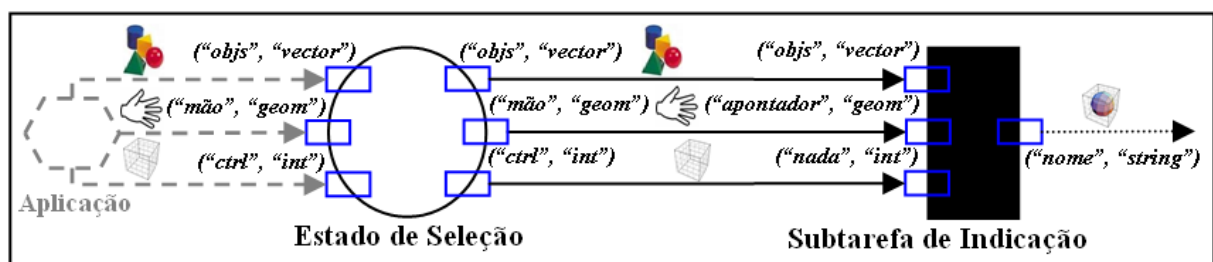 (“objs”, “vector”) (“objs”, “vector”) (“objs”, “vector”)
(“mão”, “geom”) (“mão”, “geom”) (“apontador”, “geom”)
(“ctrl”, “int”) (“ctrl”, “int”) (“nada”, “int”) (“nome”, “string”)
Aplicação
Estado de Seleção Subtarefa de Indicação